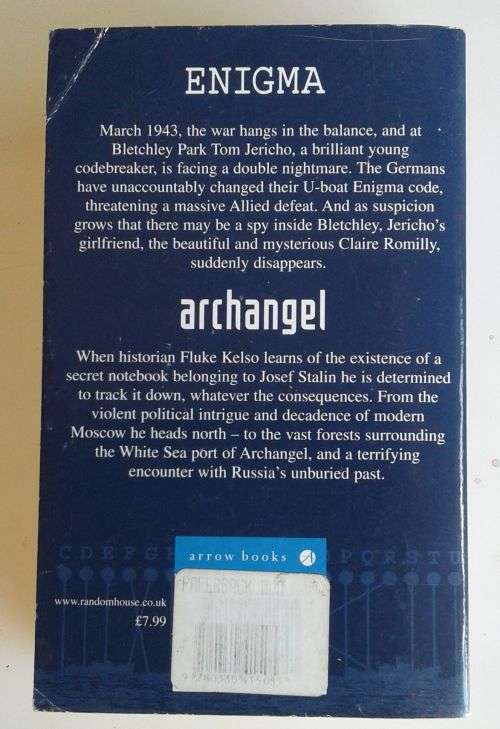 ENIGMA
March 1943, the war hangs in the balance, and at
Bletchley Park Tom Jericho, a brilliant young
codebreaker, is facing a double nightmare. The Germans
have unaccountably changed their U-boat Enigma code,
threatening a massive Allied defeat. And as suspicion
grows that there may be a spy inside Bletchley, Jericho's
girlfriend, the beautiful and mysterious Claire Romilly,
suddenly disappears.
archangel
When historian Fluke Kelso learns of the existence of a
secret notebook belonging to Josef Stalin he is determined
to track it down, whatever the consequences. From the
violent political intrigue and decadence of modern
Moscow he heads north – to the vast forests surrounding
the White Sea port of Archangel, and a terrifying
encounter with Russia's unburied past.
C D E F G
P Q R S T U
arrow books A
www.randomhouse.co.uk
£7.99